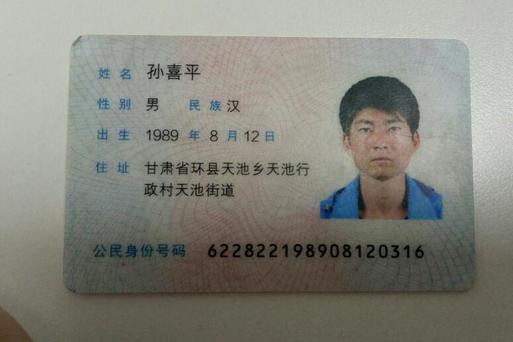 姓名 孙喜平
性别 男 民族 汉
出生 1989 年 8 月 12 日
住址 甘肃省环县天池乡天池行
政村天池街道
公民身份号码 622822198908120316